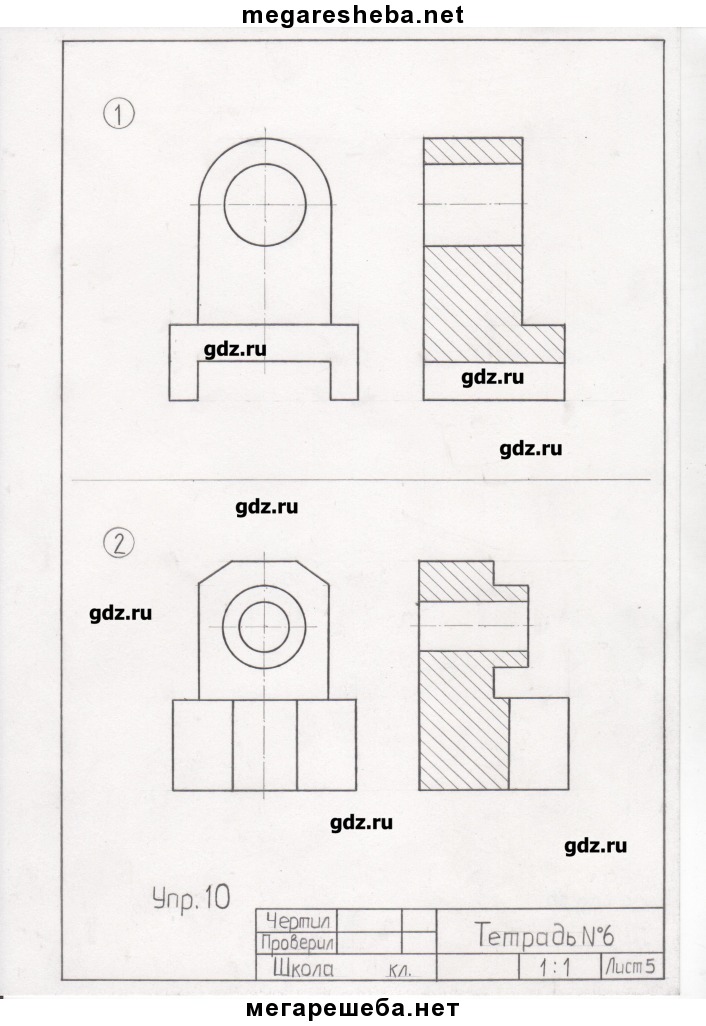 megaresheba.net
1
gdz.ru
gdz.ru
gdz.ru
gdz.ru
2
gdz.ru
gdz.ru
gdz.ru
Упр.10
Чертил
Проверил
Тетрадь №6
Школа кл.
1:1
Лист 5
мегарешеба.нет